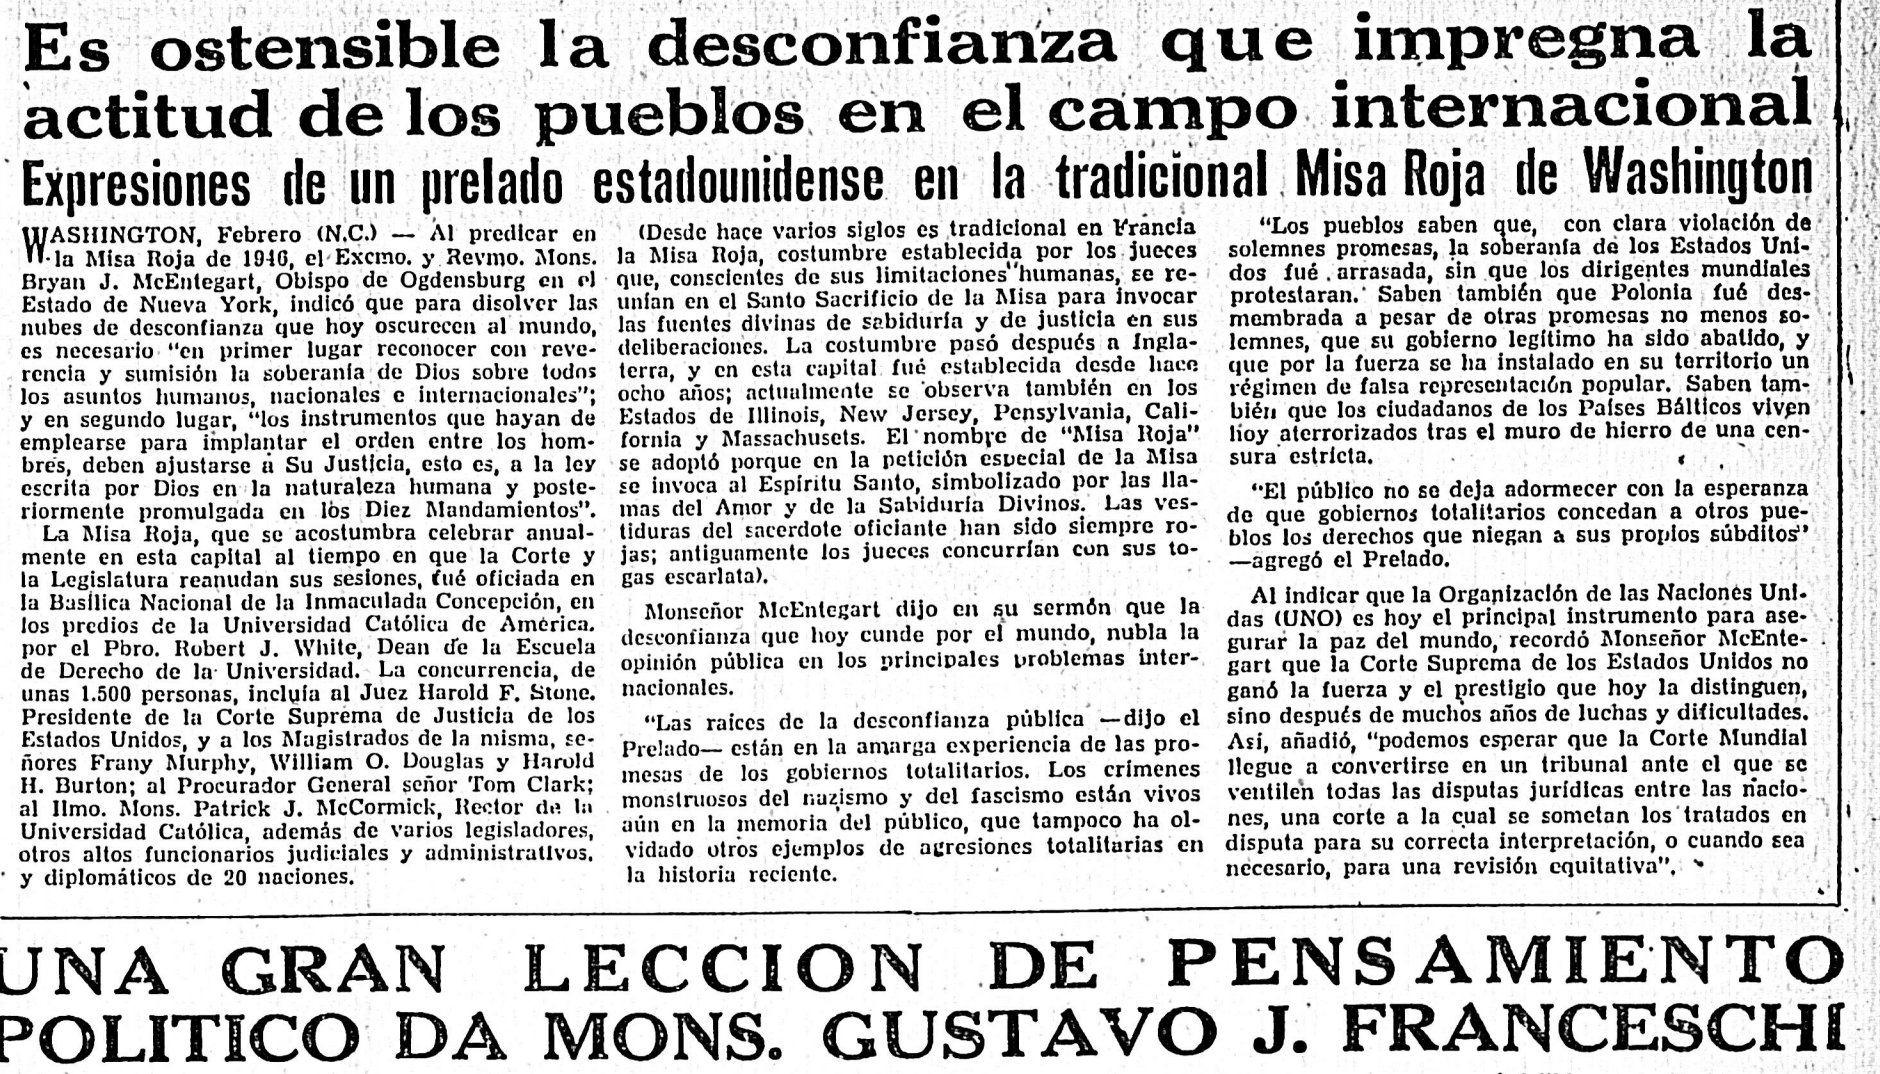 Es ostensible la desconfianza que impregna la
actitud de los pueblos en el campo internacional
Expresiones de un prelado estadounidense en la tradicional Misa Roja de Washington
WASHINGTON, Febrero (N.C.) — Al predicar en
la Misa Roja de 1946, el Excmo. y Revmo. Mons.
Bryan J. McEntegart, Obispo de Ogdensburg en el
Estado de Nueva York, indicó que para disolver las
nubes de desconfianza que hoy oscurecen al mundo,
es necesario "en primer lugar reconocer con reve-
rencia y sumisión la soberanía de Dios sobre todos
los asuntos humanos, nacionales e internacionales";
y en segundo lugar, "los instrumentos que hayan de
emplearse para implantar el orden entre los hom-
bres, deben ajustarse a Su Justicia, esto es, a la ley
escrita por Dios en la naturaleza humana y poste-
riormente promulgada en los Diez Mandamientos".
La Misa Roja, que se acostumbra celebrar anual-
mente en esta capital al tiempo en que la Corte y
la Legislatura reanudan sus sesiones, fué oficiada en
la Basílica Nacional de la Inmaculada Concepción, en
los predios de la Universidad Católica de América.
por el Pbro. Robert J. White, Dean de la Escuela
de Derecho de la Universidad. La concurrencia, de
unas 1.500 personas, incluía al Juez Harold F. Stone.
Presidente de la Corte Suprema de Justicia de los
Estados Unidos, y a los Magistrados de la misma, se-
ñores Frany Murphy, William O. Douglas y Harold
H. Burton; al Procurador General señor Tom Clark;
al Ilmo. Mons. Patrick J. McCormick, Rector de la
Universidad Católica, además de varios legisladores,
otros altos funcionarios judiciales y administrativos.
y diplomáticos de 20 naciones.
(Desde hace varios siglos es tradicional en Francia
la Misa Roja, costumbre establecida por los jueces
que, conscientes de sus limitaciones humanas, se re-
unían en el Santo Sacrificio de la Misa para invocar
las fuentes divinas de sabiduría y de justicia en sus
deliberaciones. La costumbre pasó después a Ingla-
terra, y en esta capital fué establecida desde hace
ocho años; actualmente se observa también en los
Estados de Illinois, New Jersey, Pensylvania, Cali-
fornia y Massachusets. El nombre de "Misa Roja"
se adoptó porque en la petición especial de la Misa
se invoca al Espíritu Santo, simbolizado por las lla-
mas del Amor y de la Sabiduría Divinos. Las ves-
tiduras del sacerdote oficiante han sido siempre ro-
jas; antiguamente los jueces concurrían con sus to-
gas escarlata).
Monseñor McEntegart dijo en su sermón que la
desconfianza que hoy cunde por el mundo, nubla la
opinión pública en los principales problemas inter-
nacionales.
"Las raíces de la desconfianza pública —dijo el
Prelado— están en la amarga experiencia de las pro-
mesas de los gobiernos totalitarios. Los crímenes
monstruosos del nazismo y del fascismo están vivos
aún en la memoria del público, que tampoco ha ol-
vidado otros ejemplos de agresiones totalitarias en
la historia reciente.
"Los pueblos saben que, con clara violación de
solemnes promesas, la soberanía de los Estados Uni-
dos fué arrasada, sin que los dirigentes mundiales
protestaran. Saben también que Polonia fué des-
membrada a pesar de otras promesas no menos so-
lemnes, que su gobierno legítimo ha sido abatido, y
que por la fuerza se ha instalado en su territorio un
régimen de falsa representación popular. Saben tam-
bién que los ciudadanos de los Países Bálticos viven
hoy aterrorizados tras el muro de hierro de una cen-
sura estricta.
"El público no se deja adormecer con la esperanza
de que gobiernos totalitarios concedan a otros pue-
blos los derechos que niegan a sus propios súbditos"
—agregó el Prelado.
Al indicar que la Organización de las Naciones Uni-
das (UNO) es hoy el principal instrumento para ase-
gurar la paz del mundo, recordó Monseñor McEnte-
gart que la Corte Suprema de los Estados Unidos no
ganó la fuerza y el prestigio que hoy la distinguen,
sino después de muchos años de luchas y dificultades.
Así, añadió, "podemos esperar que la Corte Mundial
llegue a convertirse en un tribunal ante el que se
ventilen todas las disputas jurídicas entre las nacio-
nes, una corte a la cual se sometan los tratados en
disputa para su correcta interpretación, o cuando sea
necesario, para una revisión equitativa".
UNA GRAN LECCION DE PENSAMIENTO
POLITICO DA MONS. GUSTAVO J. FRANCESCHI